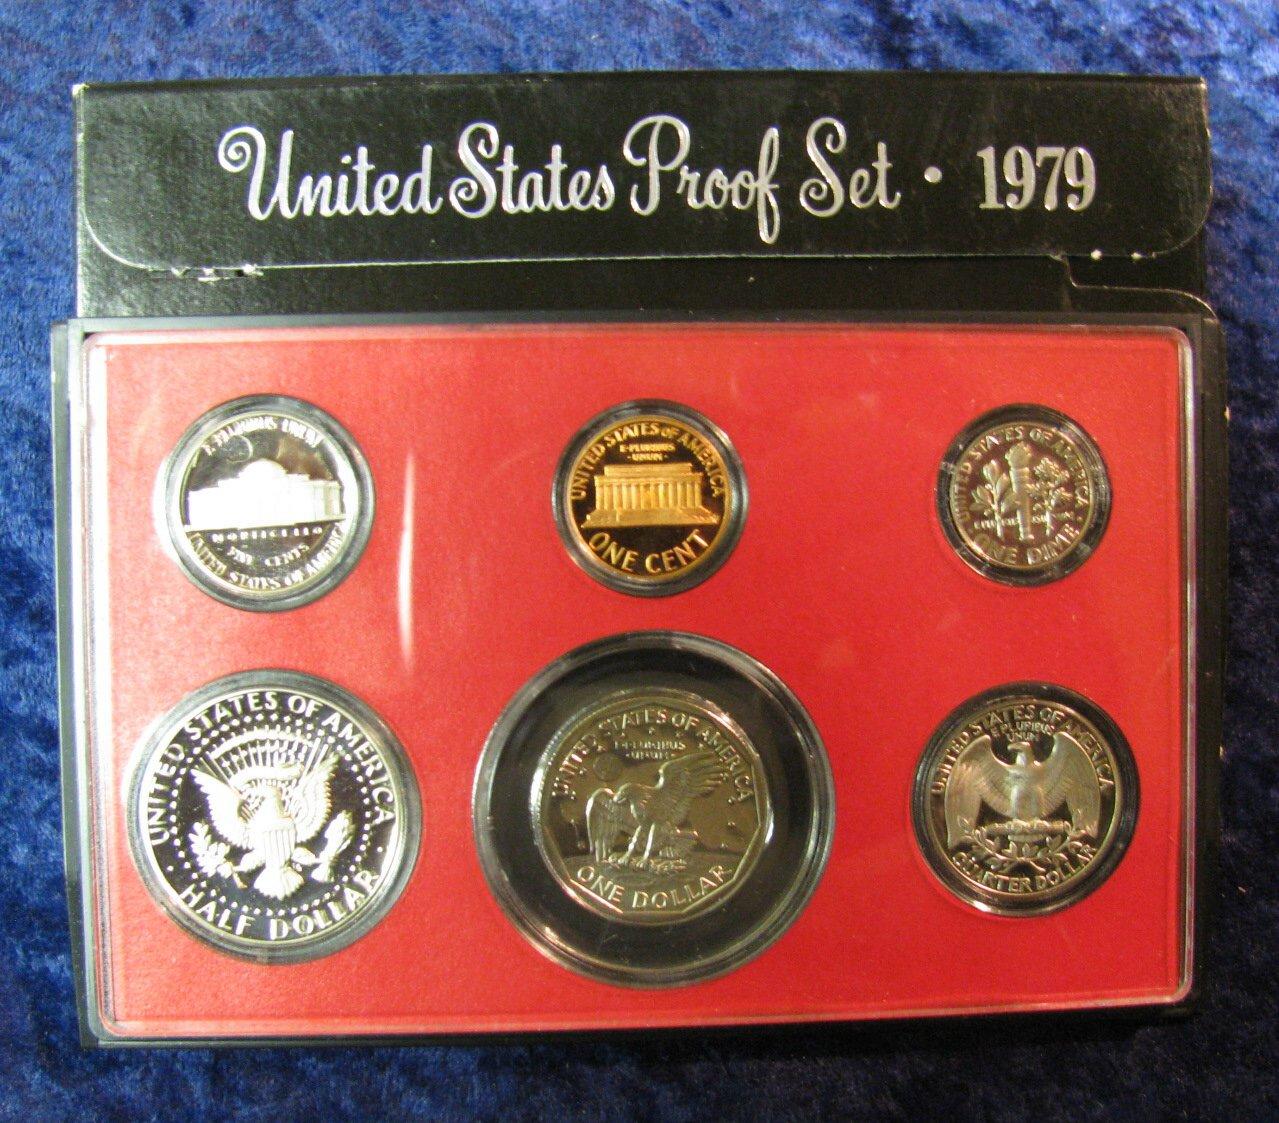 United States Proof Set · 1979
E · PLURIBUS UNUM
MONTICELLO
FIVE CENTS
UNITED STATES OF AMERICA
UNITED STATES OF AMERICA
E · PLURIBUS
· UNUM ·
ONE CENT
UNITED STATES OF AMERICA
ONE DIME
UNITED STATES OF AMERICA
HALF DOLLAR
UNITED STATES OF AMERICA
E · PLURIBUS
UNUM
ONE DOLLAR
UNITED STATES OF AMERICA
E PLURIBUS
UNUM
QUARTER DOLLAR